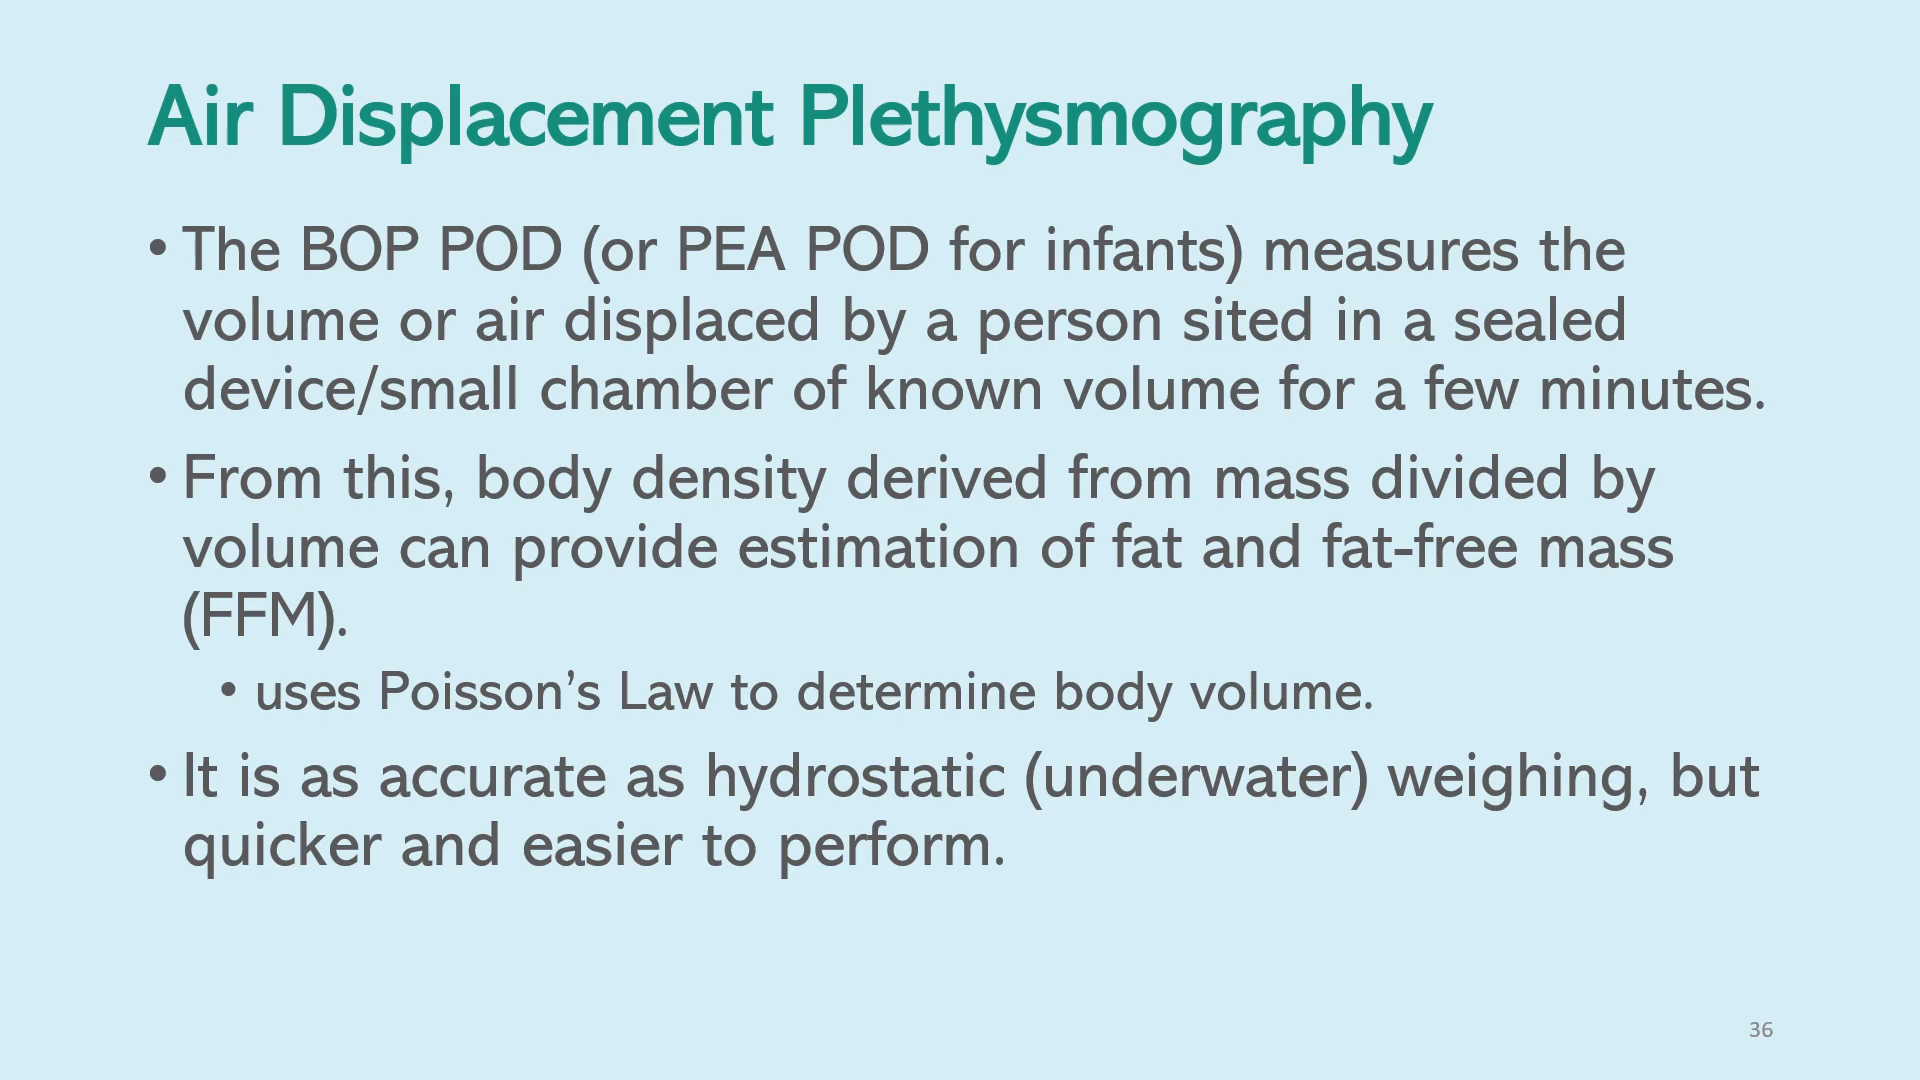 Air Displacement Plethysmography
• The BOP POD (or PEA POD for infants) measures the
volume or air displaced by a person sited in a sealed
device/small chamber of known volume for a few minutes.
• From this, body density derived from mass divided by
volume can provide estimation of fat and fat-free mass
(FFM).
• uses Poisson’s Law to determine body volume.
• It is as accurate as hydrostatic (underwater) weighing, but
quicker and easier to perform.
36